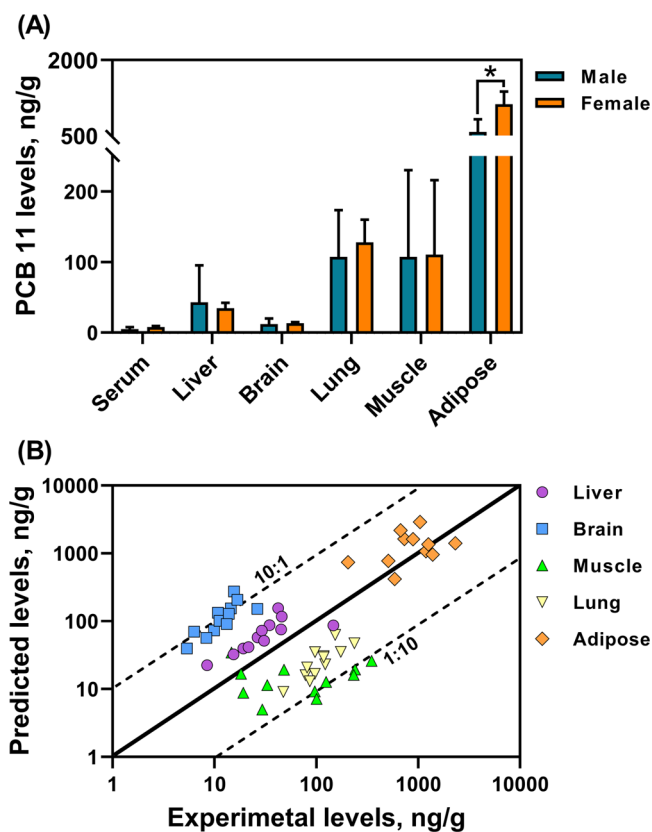 (A)
PCB 11 levels, ng/g
2000
500
200
100
0
*
Male
Female
Serum
Liver
Brain
Lung
Muscle
Adipose
(B)
Predicted levels, ng/g
10000
1000
100
10
1
10:1
1:10
1
10
100
1000
10000
Experimetal levels, ng/g
Liver
Brain
Muscle
Lung
Adipose